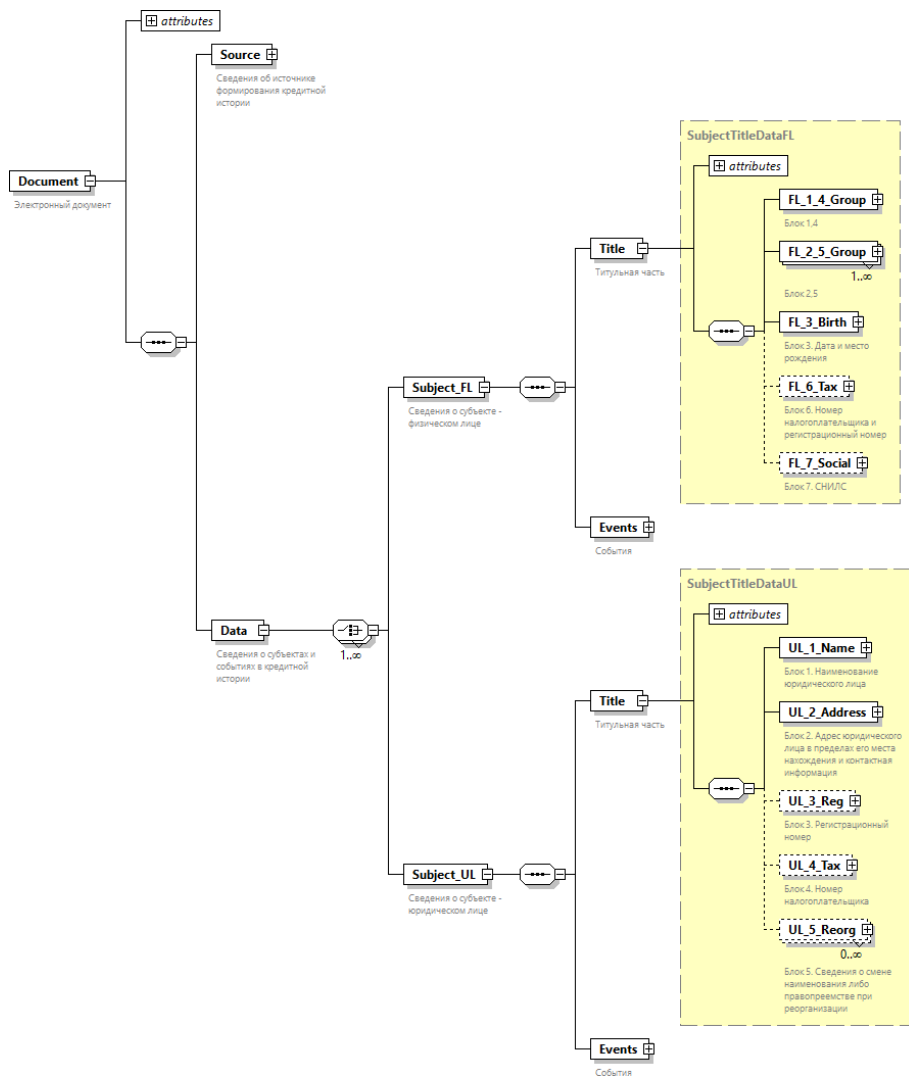 attributes
Source
Сведения об источнике
формирования кредитной
истории
Document
Электронный документ
SubjectTitleDataFL
attributes
FL_1_4_Group
Блок 1,4
Title
Титульная часть
FL_2_5_Group
1..∞
Блок 2,5
FL_3_Birth
Блок 3. Дата и место
рождения
Subject_FL
Сведения о субъекте -
физическом лице
FL_6_Tax
Блок 6. Номер
налогоплательщика и
регистрационный номер
FL_7_Social
Блок 7. СНИЛС
Events
События
SubjectTitleDataUL
attributes
Data
Сведения о субъектах и
событиях в кредитной
истории
1..∞
UL_1_Name
Блок 1. Наименование
юридического лица
Title
Титульная часть
UL_2_Address
Блок 2. Адрес юридического
лица в пределах его места
нахождения и контактная
информация
UL_3_Reg
Блок 3. Регистрационный
номер
Subject_UL
Сведения о субъекте -
юридическом лице
UL_4_Tax
Блок 4. Номер
налогоплательщика
UL_5_Reorg
0..∞
Блок 5. Сведения о смене
наименования либо
правопреемстве при
реорганизации
Events
События